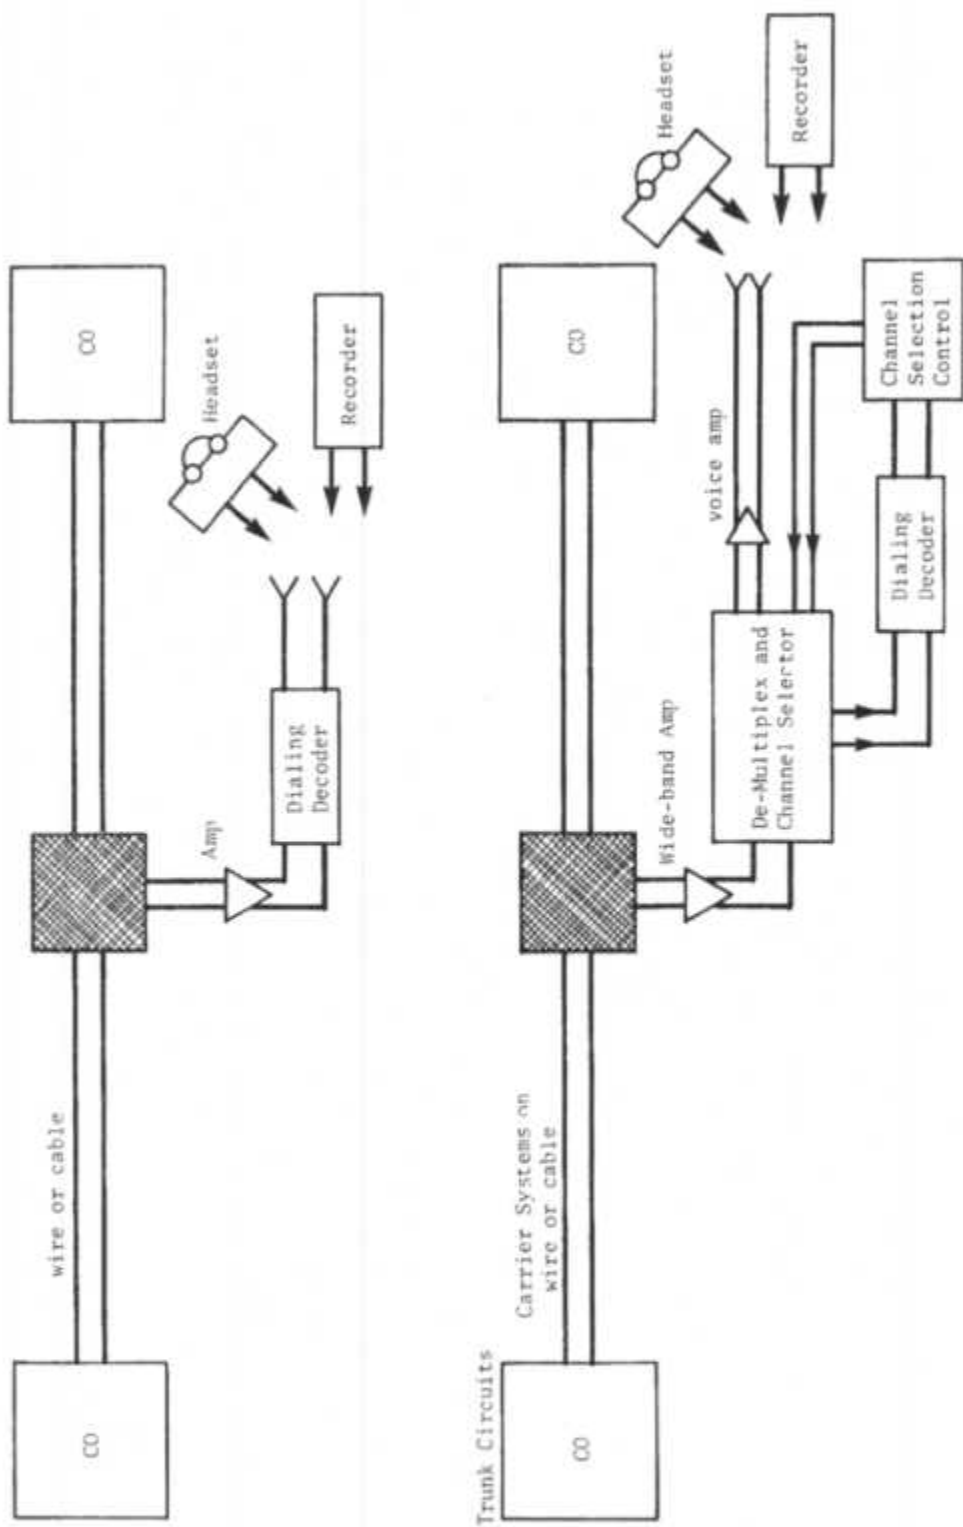 CO
wire or cable
Amp
Dialing
Decoder
Headset
Recorder
CO
Trunk Circuits
CO
Carrier Systems on
wire or cable
Wide-band Amp
De-Multiplex and
Channel Selector
voice amp
Dialing
Decoder
Channel
Selection
Control
Headset
Recorder
CO